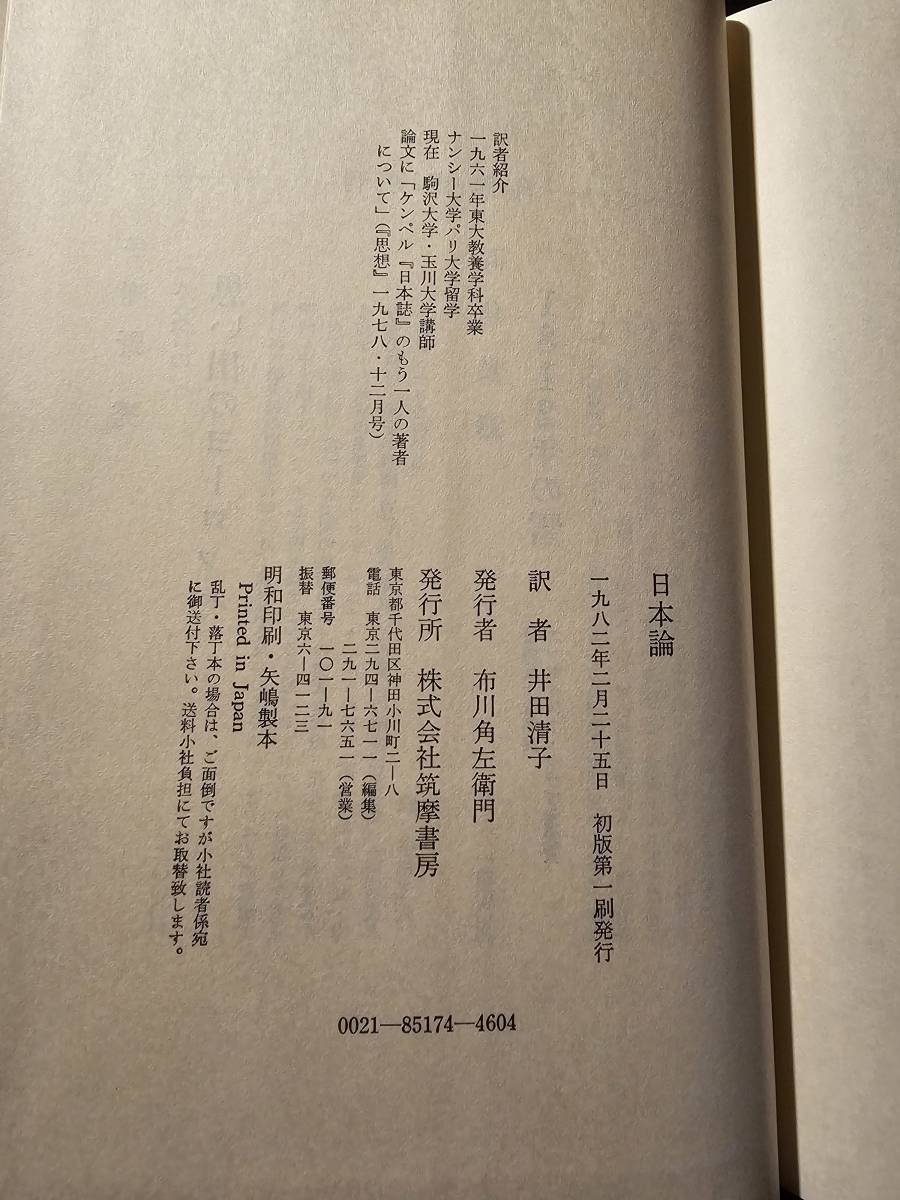 訳者紹介
一九六一年東大教養学科卒業
ナンシー大学パリ大学留学
現在　駒沢大学・玉川大学講師
論文に「ケンペル『日本誌』のもう一人の著者
について」(『思想』一九七八・十二月号)
日本論
一九八二年二月二十五日　初版第一刷発行
訳　者　井田清子
発行者　布川角左衛門
発行所　株式会社筑摩書房
東京都千代田区神田小川町二―八
電話　東京二九四―六七一一(編集)
二九一―七六五一(営業)
郵便番号　一〇一―九一
振替　東京六―四一二三
明和印刷・矢嶋製本
Printed in Japan
乱丁・落丁本の場合は、ご面倒ですが小社読者係宛
に御送付下さい。送料小社負担にてお取替致します。
0021―85174―4604